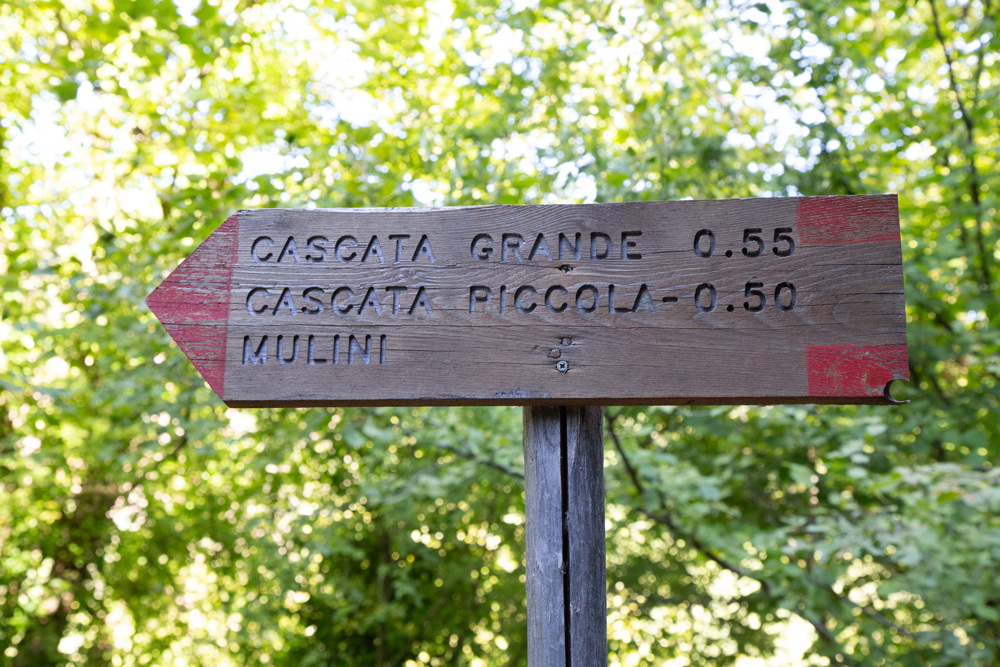 CASCATA GRANDE 0.55
CASCATA PICCOLA-0.50
MULINI